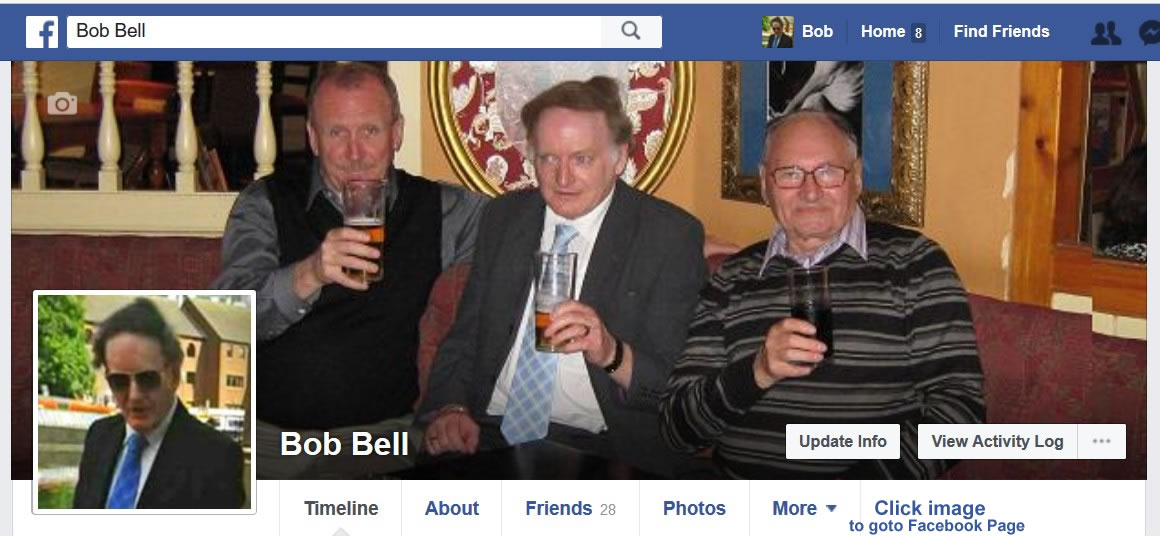 f Bob Bell Bob Home 8 Find Friends
Bob Bell Update Info View Activity Log ...
Timeline About Friends 28 Photos More Click image
to goto Facebook Page